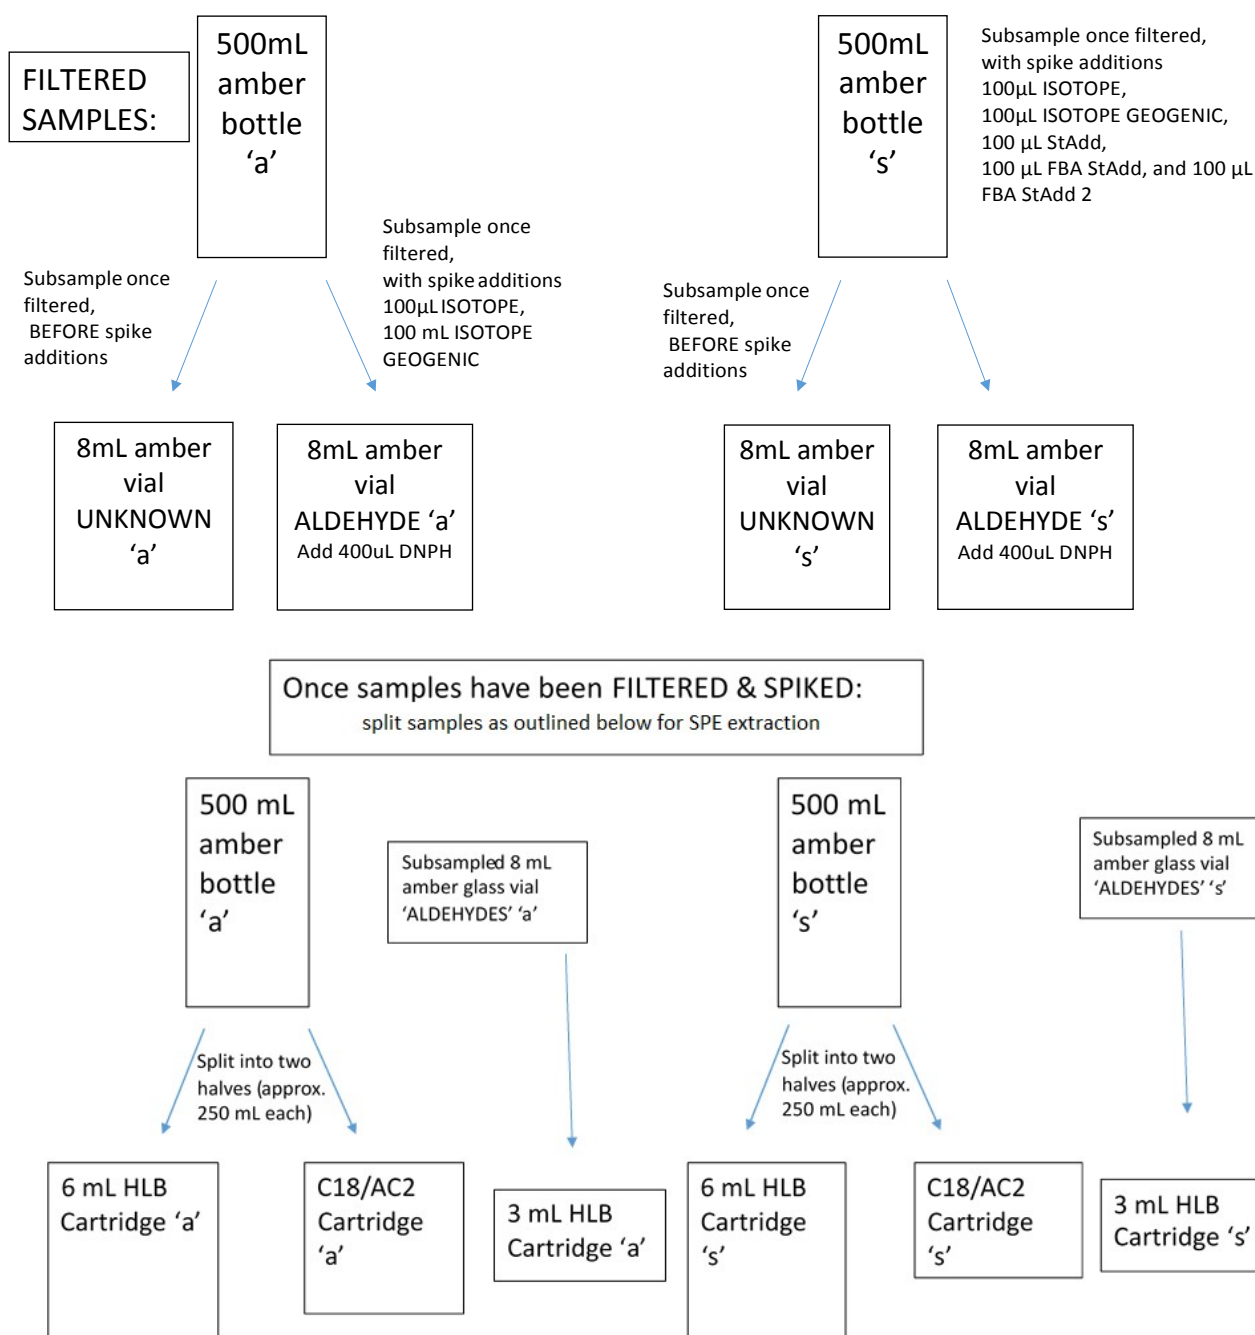 FILTERED
SAMPLES:
500mL
amber
bottle
‘a’
500mL
amber
bottle
‘s’
Subsample once filtered,
with spike additions
100µL ISOTOPE,
100µL ISOTOPE GEOGENIC,
100 µL StAdd,
100 µL FBA StAdd, and 100 µL
FBA StAdd 2
Subsample once
filtered,
BEFORE spike
additions
Subsample once
filtered,
with spike additions
100µL ISOTOPE,
100 mL ISOTOPE
GEOGENIC
Subsample once
filtered,
BEFORE spike
additions
8mL amber
vial
UNKNOWN
‘a’
8mL amber
vial
ALDEHYDE ‘a’
Add 400uL DNPH
8mL amber
vial
UNKNOWN
‘s’
8mL amber
vial
ALDEHYDE ‘s’
Add 400uL DNPH
Once samples have been FILTERED & SPIKED:
split samples as outlined below for SPE extraction
500 mL
amber
bottle
‘a’
Subsampled 8 mL
amber glass vial
‘ALDEHYDES’ ‘a’
500 mL
amber
bottle
‘s’
Subsampled 8 mL
amber glass vial
‘ALDEHYDES’ ‘s’
Split into two
halves (approx.
250 mL each)
Split into two
halves (approx.
250 mL each)
6 mL HLB
Cartridge ‘a’
C18/AC2
Cartridge
‘a’
3 mL HLB
Cartridge ‘a’
6 mL HLB
Cartridge
‘s’
C18/AC2
Cartridge
‘s’
3 mL HLB
Cartridge ‘s’